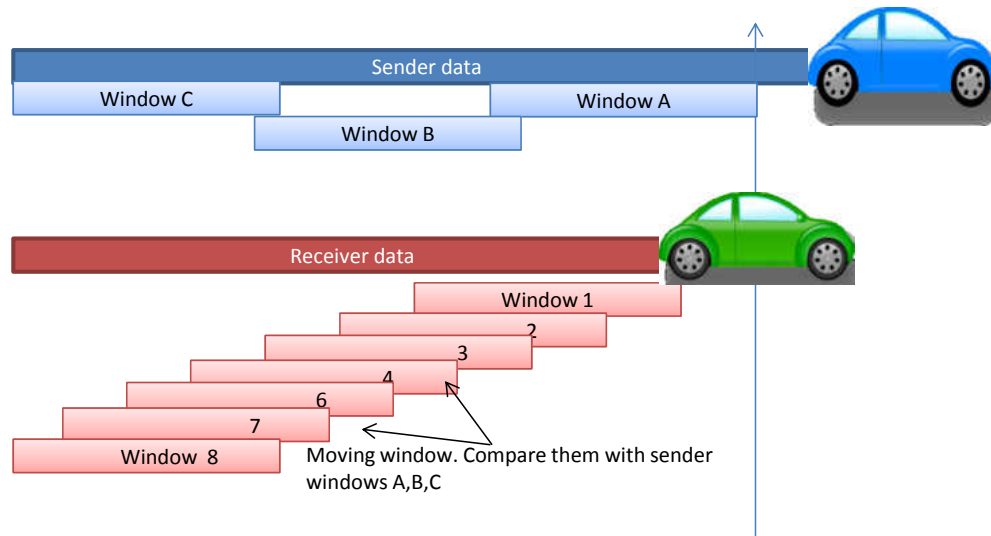 Sender data
Window C
Window A
Window B
Receiver data
Window 1
2
3
4
6
7
Window 8
Moving window. Compare them with sender
windows A,B,C